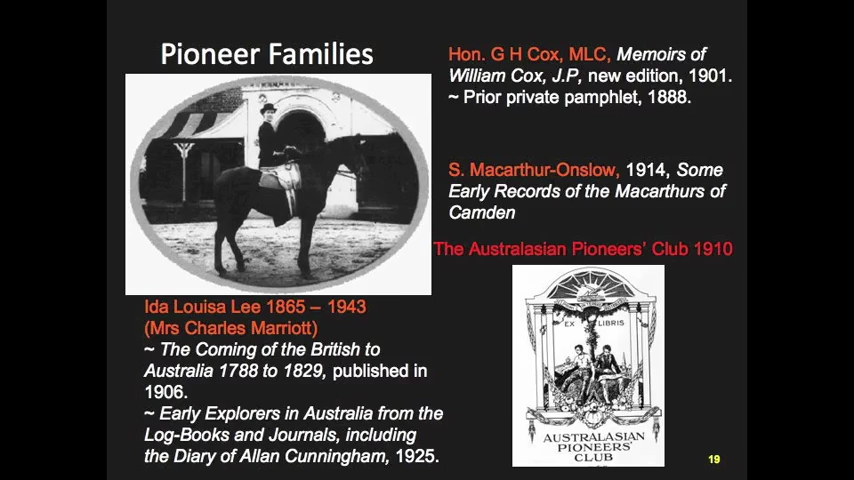 Pioneer Families
Ida Louisa Lee 1865 – 1943
(Mrs Charles Marriott)
~ The Coming of the British to
Australia 1788 to 1829, published in
1906.
~ Early Explorers in Australia from the
Log-Books and Journals, including
the Diary of Allan Cunningham, 1925.
Hon. G H Cox, MLC, Memoirs of
William Cox, J.P, new edition, 1901.
~ Prior private pamphlet, 1888.
S. Macarthur-Onslow, 1914, Some
Early Records of the Macarthurs of
Camden
The Australasian Pioneers' Club 1910
EX LIBRIS
AUSTRALASIAN
PIONEERS'
CLUB
19